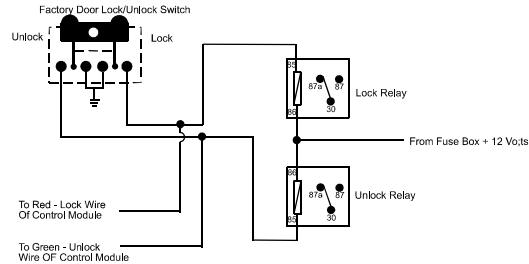 Factory Door Lock/Unlock Switch
Unlock
Lock
85
87a
87
86
30
Lock Relay
From Fuse Box + 12 Vo;ts
86
87a
87
85
30
Unlock Relay
To Red - Lock Wire
Of Control Module
To Green - Unlock
Wire OF Control Module